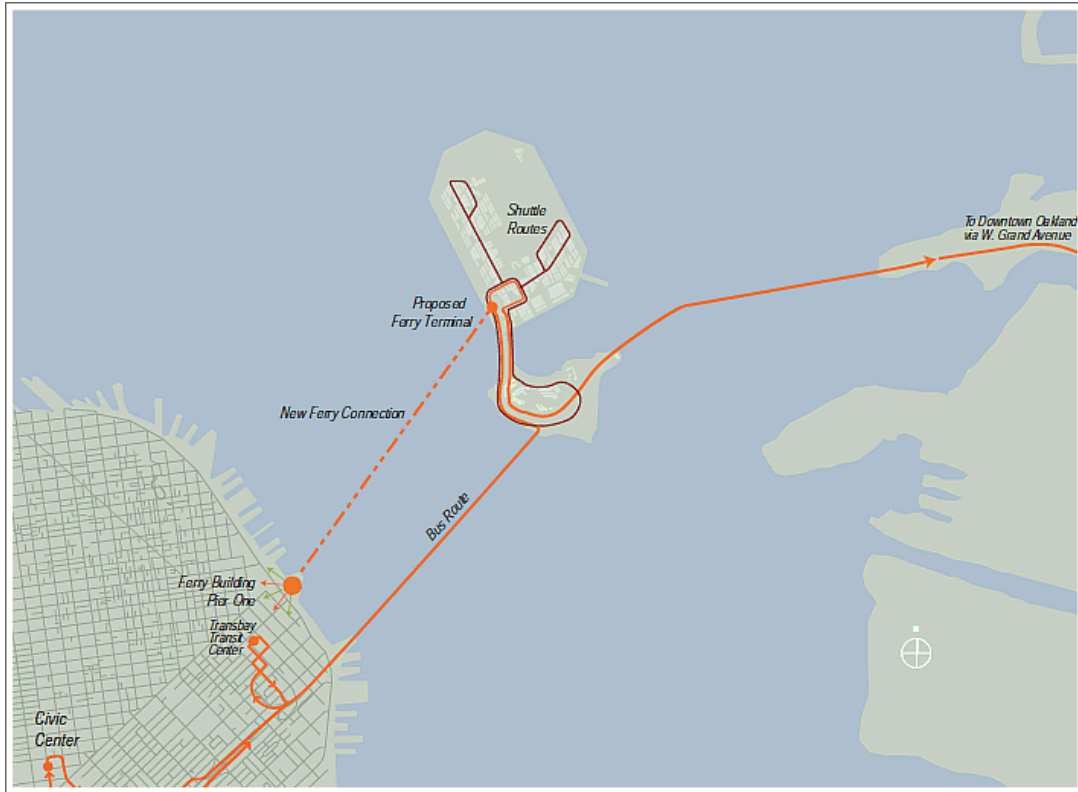 Shuttle
Routes
To Downtown Oakland
via W. Grand Avenue
Proposed
Ferry Terminal
New Ferry Connection
Bus Route
Ferry Building
Pier One
Transbay
Transit
Center
Civic
Center